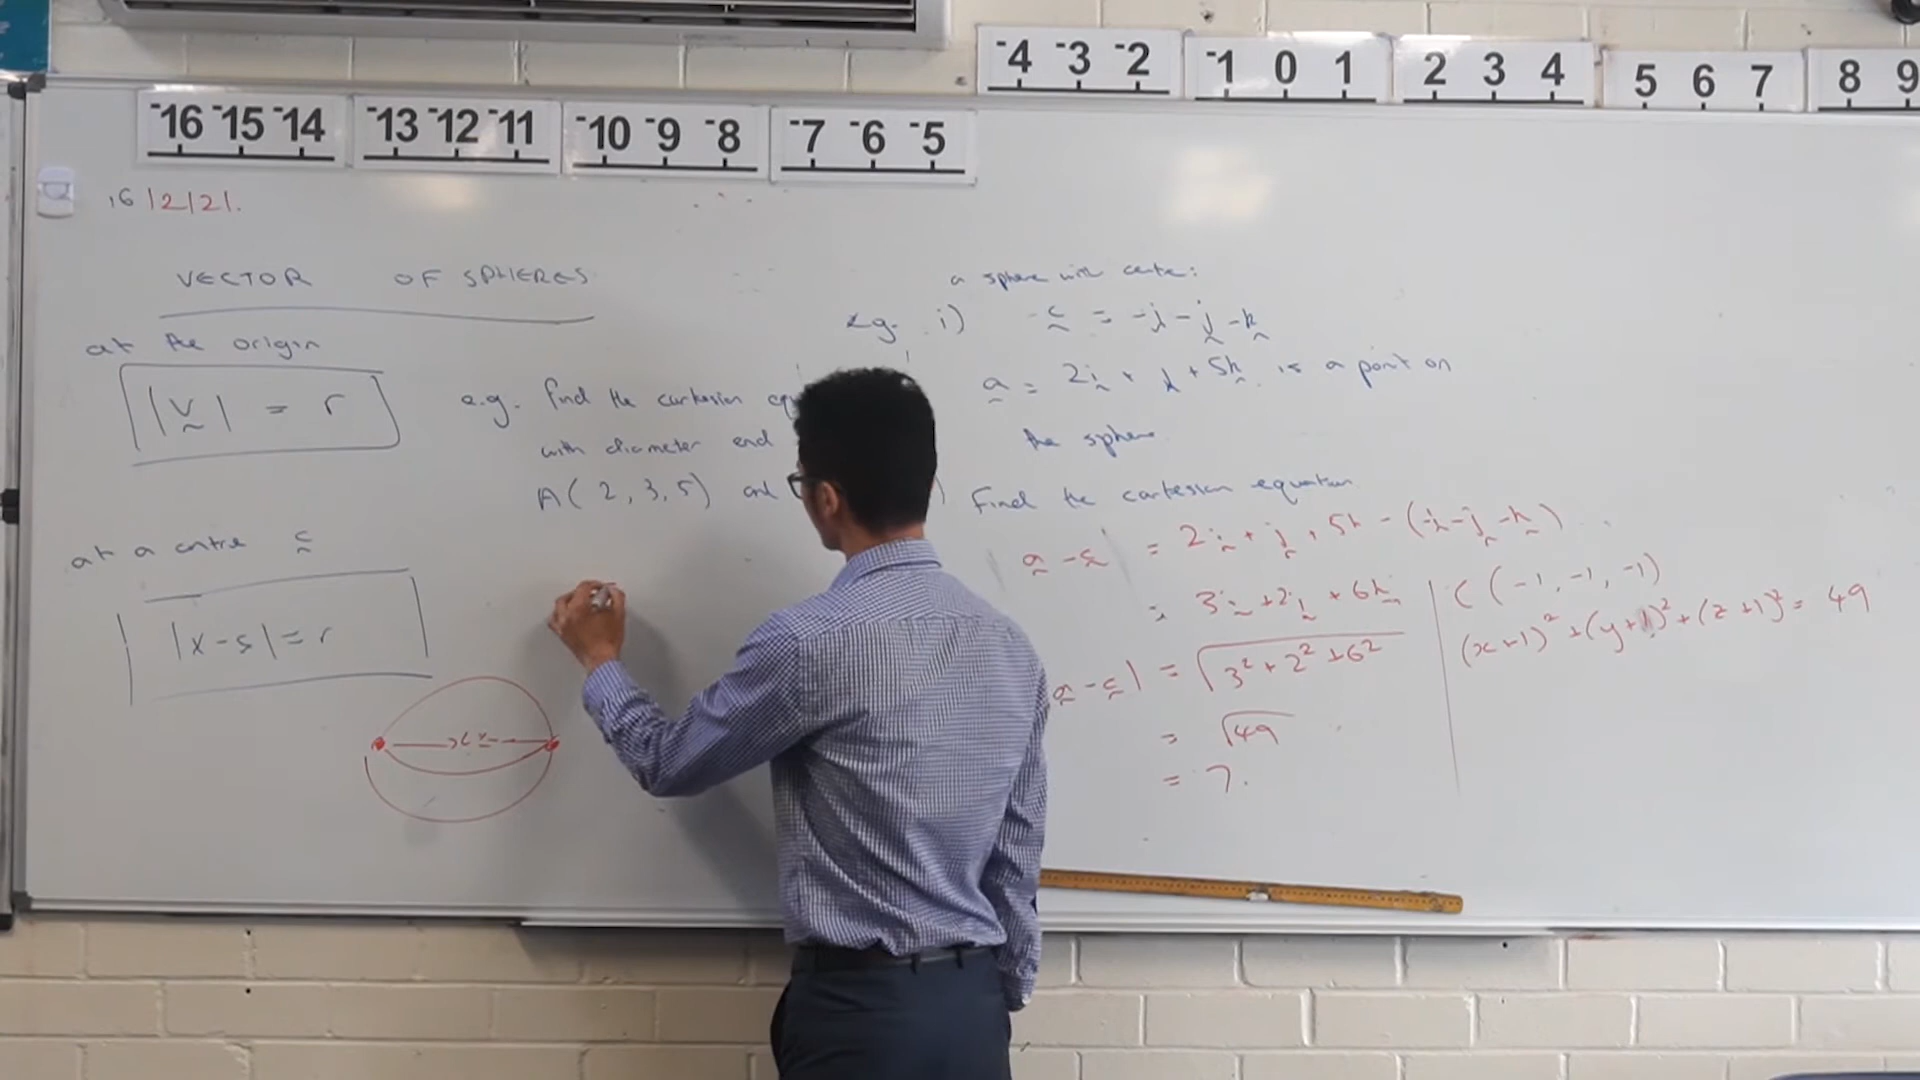 -4 -3 -2 -1 0 1 2 3 4 5 6 7 8 9
-16 -15 -14 -13 -12 -11 -10 -9 -8 -7 -6 -5
16/2/21.
VECTOR OF SPHERES
at the origin
|v| = r
at a centre c
|x-c|=r
e.g. find the cartesian
with diameter end
A(2,3,5) and
a sphere with centre:
e.g. i) c = -i-j-k
a = 2i + j + 5k is a point on
the sphere.
Find the cartesian equation
a - c = 2i + j + 5k - (-i-j-k)
= 3i + 2j + 6k
a - c| = √3² + 2² + 6²
= √49
= 7.
C (-1, -1, -1)
(x+1)² + (y+1)² + (z+1)² = 49